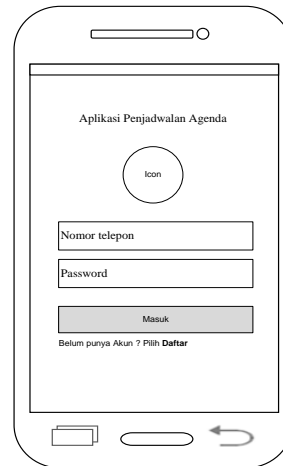 Aplikasi Penjadwalan Agenda
Icon
Nomor telepon
Password
Masuk
Belum punya Akun ? Pilih Daftar